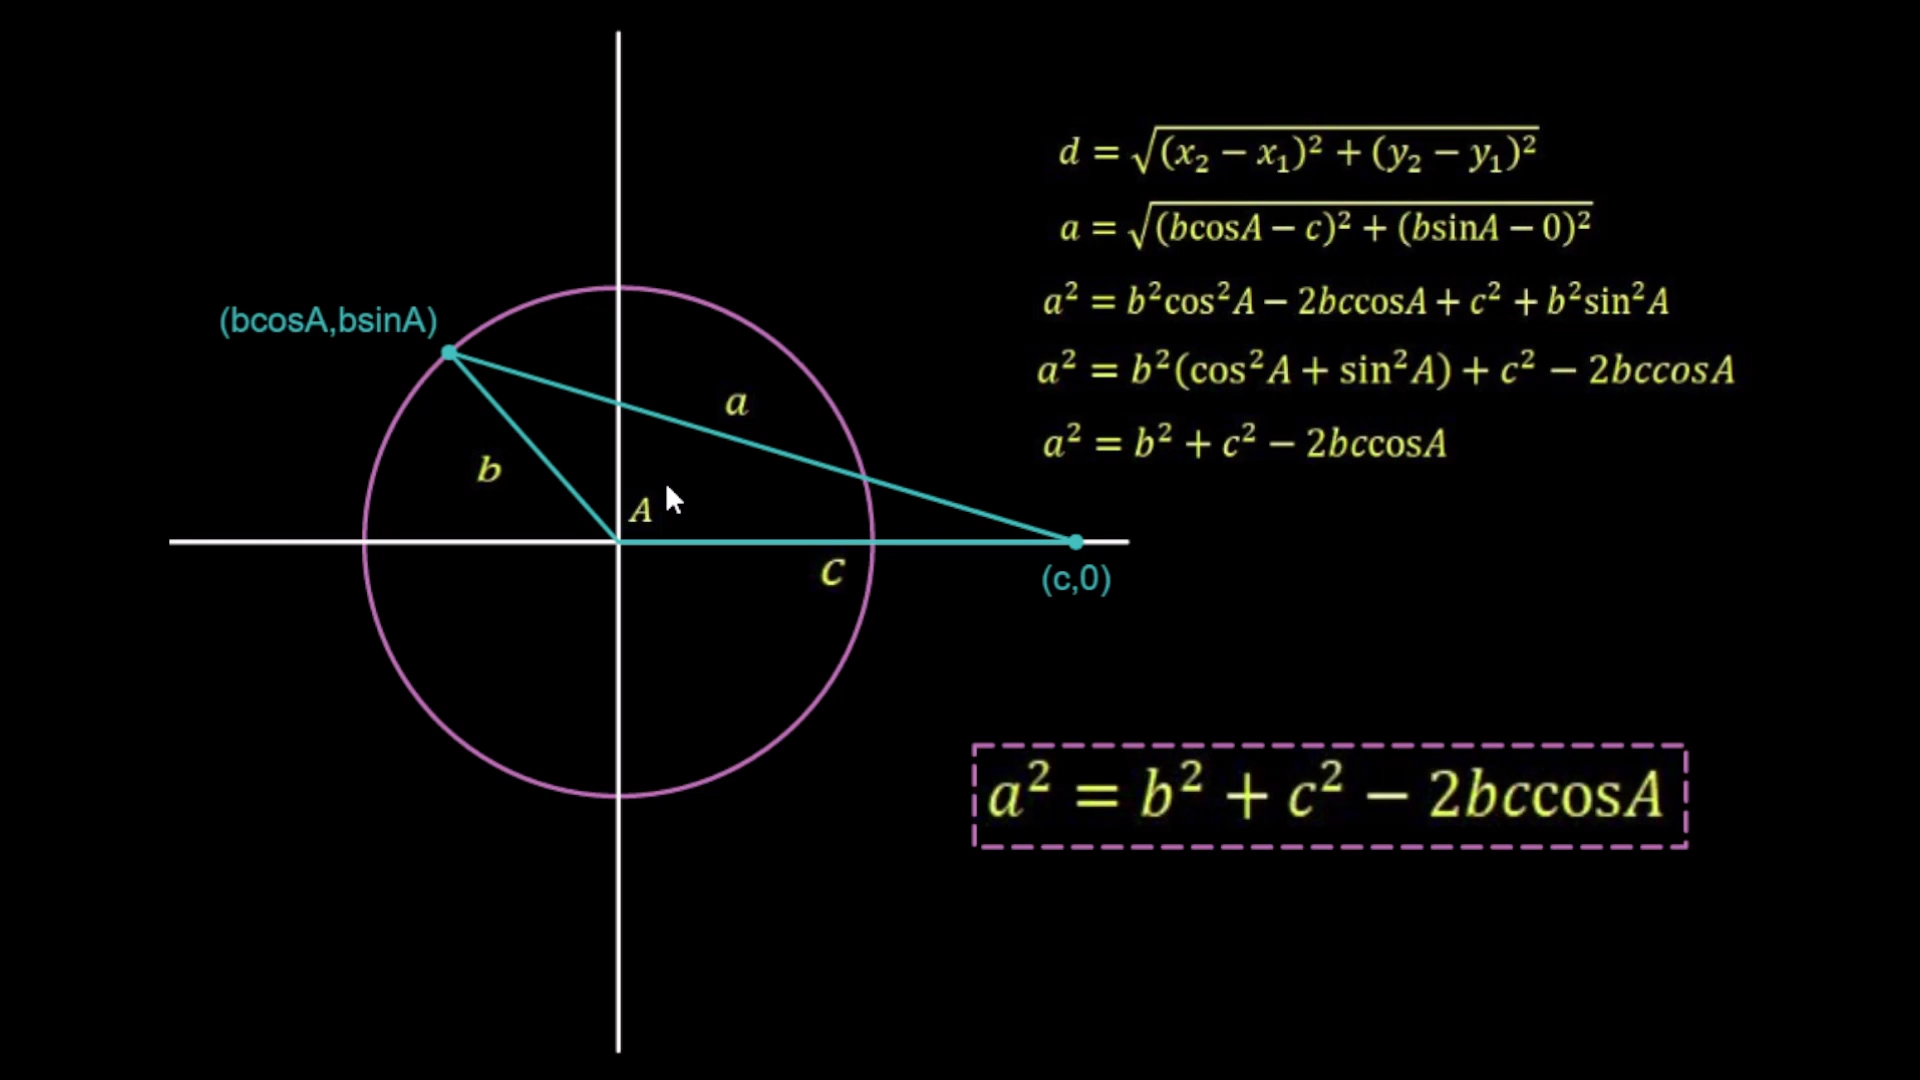 d = √(x₂ − x₁)² + (y₂ − y₁)²
a = √(bcosA − c)² + (bsinA − 0)²
a² = b²cos²A − 2bccosA + c² + b²sin²A
a² = b²(cos²A + sin²A) + c² − 2bccosA
a² = b² + c² − 2bccosA
(bcosA,bsinA)
a
b
A
c
(c,0)
a² = b² + c² − 2bccosA